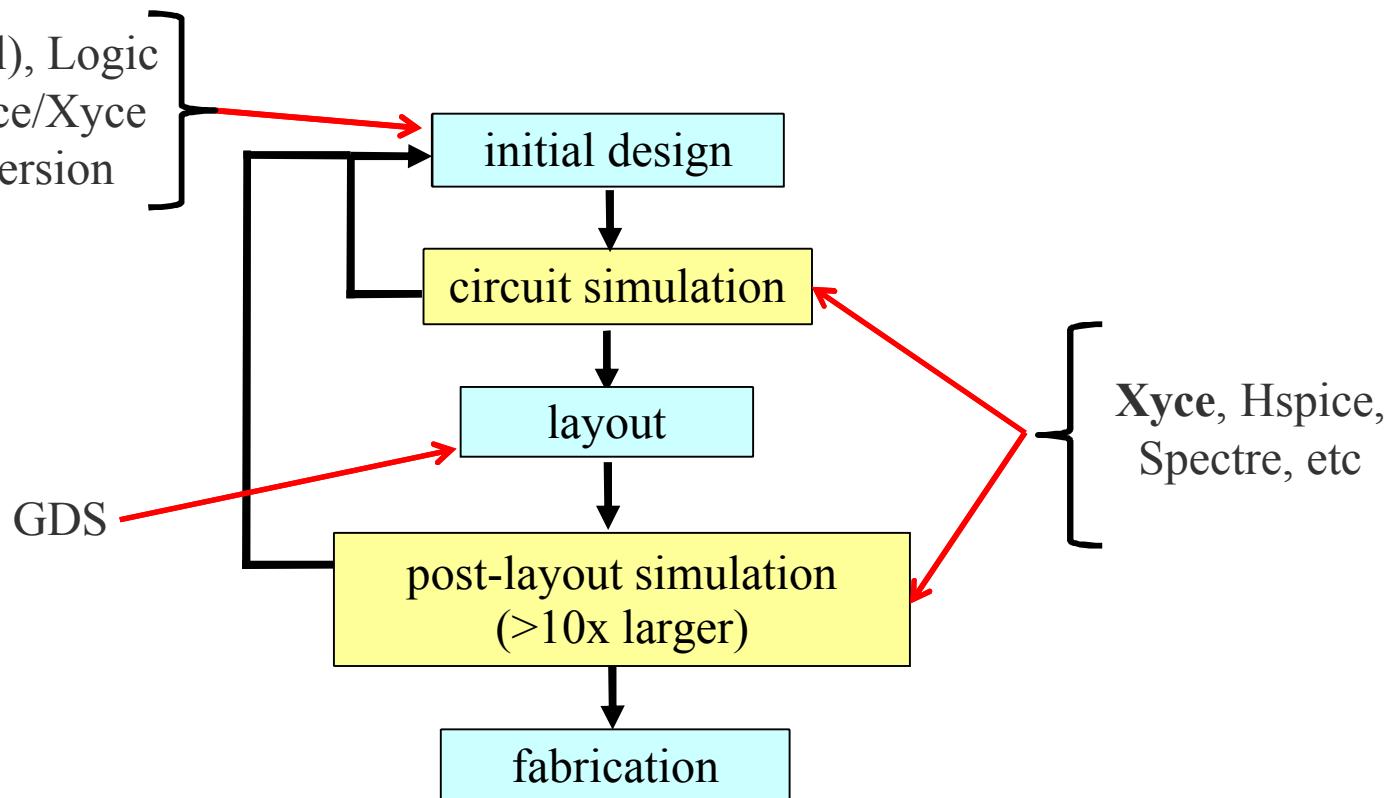 l), Logic
ce/Xyce
ersion
initial design
circuit simulation
layout
GDS
post-layout simulation
(>10x larger)
fabrication
Xyce, Hspice,
Spectre, etc